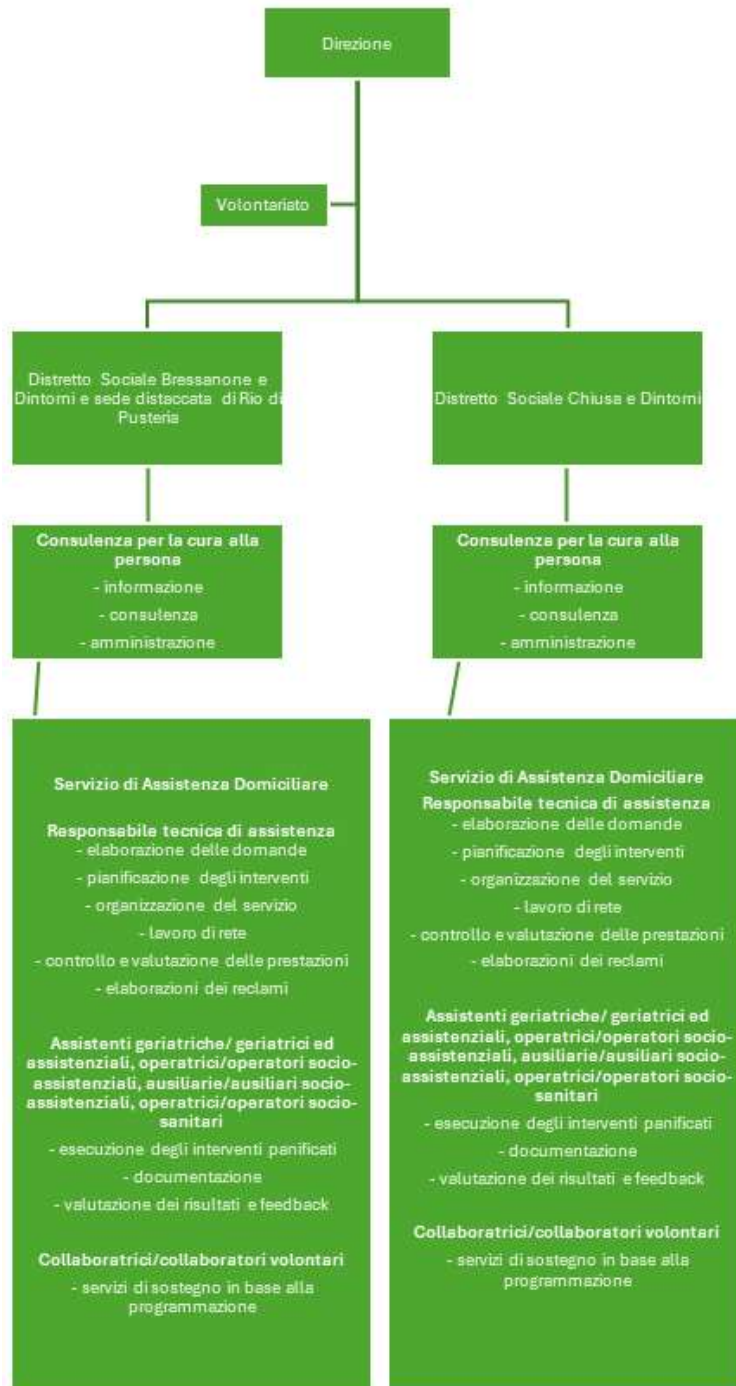 Direzione
Volontariato
Distretto Sociale Bressanone e
Dintorni e sede distaccata di Rio di
Pusteria
Distretto Sociale Chiusa e Dintorni
Consulenza per la cura alla
persona
- informazione
- consulenza
- amministrazione
Consulenza per la cura alla
persona
- informazione
- consulenza
- amministrazione
Servizio di Assistenza Domiciliare
Responsabile tecnica di assistenza
- elaborazione delle domande
- pianificazione degli interventi
- organizzazione del servizio
- lavoro di rete
- controllo e valutazione delle prestazioni
- elaborazioni dei reclami
Assistenti geriatriche/ geriatrici ed
assistenziali, operatrici/operatori socio-
assistenziali, ausiliarie/ausiliari socio-
assistenziali, operatrici/operatori socio-
sanitari
- esecuzione degli interventi panificati
- documentazione
- valutazione dei risultati e feedback
Collaboratrici/collaboratori volontari
- servizi di sostegno in base alla
programmazione
Servizio di Assistenza Domiciliare
Responsabile tecnica di assistenza
- elaborazione delle domande
- pianificazione degli interventi
- organizzazione del servizio
- lavoro di rete
- controllo e valutazione delle prestazioni
- elaborazioni dei reclami
Assistenti geriatriche/ geriatrici ed
assistenziali, operatrici/operatori socio-
assistenziali, ausiliarie/ausiliari socio-
assistenziali, operatrici/operatori socio-
sanitari
- esecuzione degli interventi panificati
- documentazione
- valutazione dei risultati e feedback
Collaboratrici/collaboratori volontari
- servizi di sostegno in base alla
programmazione